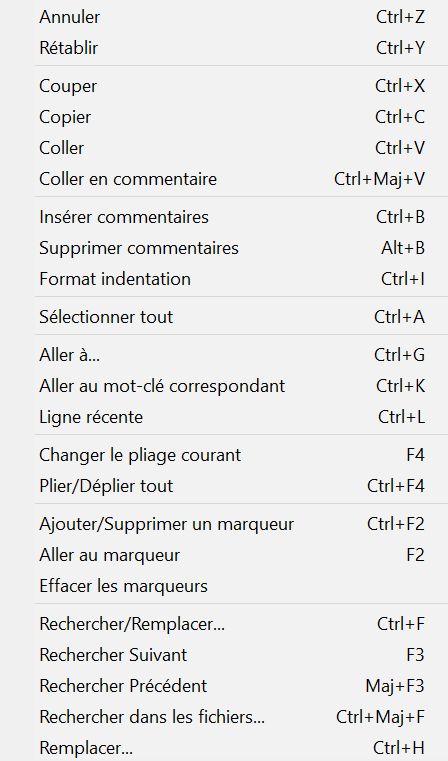 Annuler Ctrl+Z
Rétablir Ctrl+Y
Couper Ctrl+X
Copier Ctrl+C
Coller Ctrl+V
Coller en commentaire Ctrl+Maj+V
Insérer commentaires Ctrl+B
Supprimer commentaires Alt+B
Format indentation Ctrl+I
Sélectionner tout Ctrl+A
Aller à... Ctrl+G
Aller au mot-clé correspondant Ctrl+K
Ligne récente Ctrl+L
Changer le pliage courant F4
Plier/Déplier tout Ctrl+F4
Ajouter/Supprimer un marqueur Ctrl+F2
Aller au marqueur F2
Effacer les marqueurs
Rechercher/Remplacer... Ctrl+F
Rechercher Suivant F3
Rechercher Précédent Maj+F3
Rechercher dans les fichiers... Ctrl+Maj+F
Remplacer... Ctrl+H